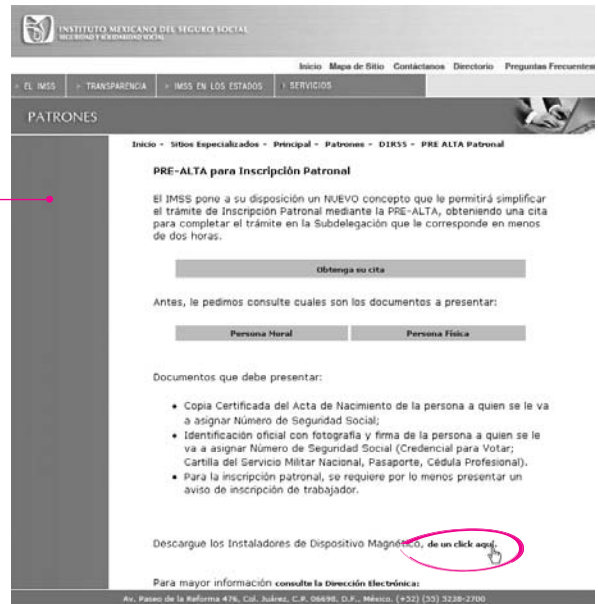 INSTITUTO MEXICANO DEL SEGURO SOCIAL
SEGURIDAD Y SOLIDARIDAD SOCIAL
Inicio Mapa de Sitio Contáctanos Directorio Preguntas Frecuentes
EL IMSS TRANSPARENCIA IMSS EN LOS ESTADOS SERVICIOS
PATRONES
Inicio - Sitios Especializados - Principal - Patrones - DIRSS - PRE ALTA Patronal
PRE-ALTA para Inscripción Patronal
El IMSS pone a su disposición un NUEVO concepto que le permitirá simplificar
el trámite de Inscripción Patronal mediante la PRE-ALTA, obteniendo una cita
para completar el trámite en la Subdelegación que le corresponde en menos
de dos horas.
Obtenga su cita
Antes, le pedimos consulte cuales son los documentos a presentar:
Persona Moral Persona Física
Documentos que debe presentar:
• Copia Certificada del Acta de Nacimiento de la persona a quien se le va
a asignar Número de Seguridad Social;
• Identificación oficial con fotografía y firma de la persona a quien se le
va a asignar Número de Seguridad Social (Credencial para Votar;
Cartilla del Servicio Militar Nacional, Pasaporte, Cédula Profesional).
• Para la inscripción patronal, se requiere por lo menos presentar un
aviso de inscripción de trabajador.
Descargue los Instaladores de Dispositivo Magnético, de un click aquí.
Para mayor información consulte la Dirección Electrónica:
Av. Paseo de la Reforma 476, Col. Juárez, C.P. 06698, D.F., México. (+52) (55) 5238-2700